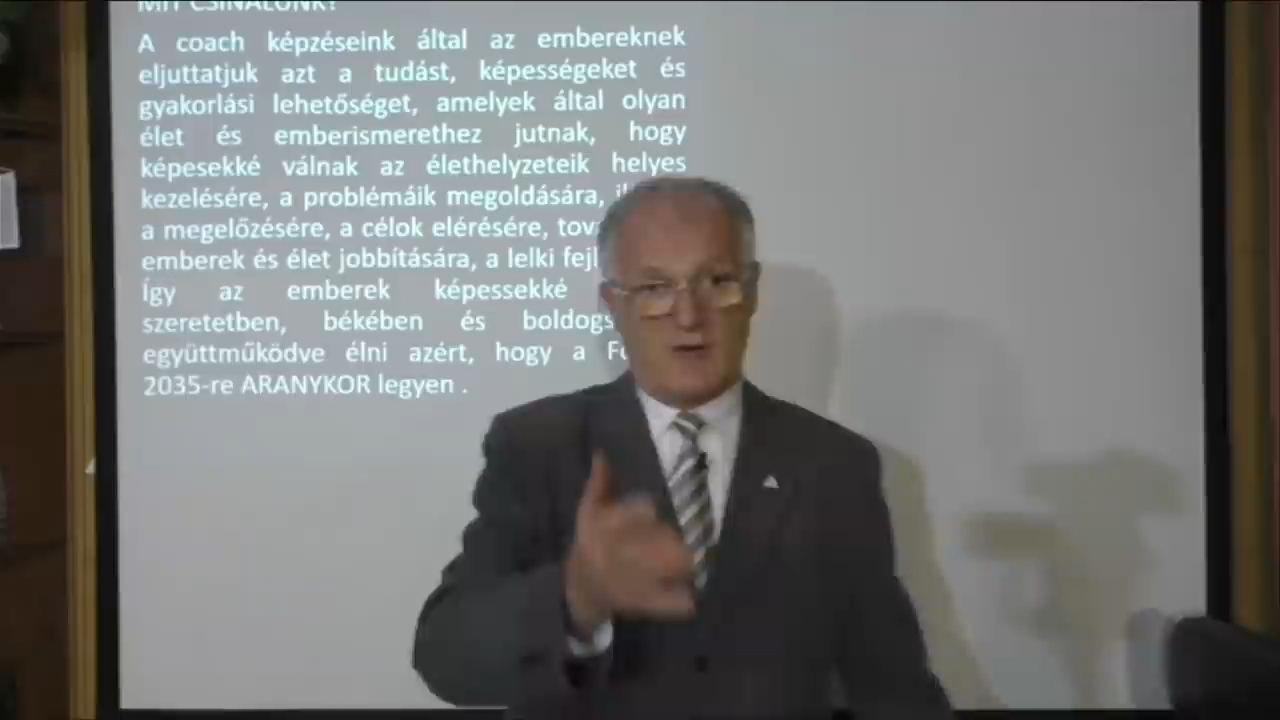 MIT CSINÁLUNK?
A coach képzéseink által az embereknek
eljuttatjuk azt a tudást, képességeket és
gyakorlási lehetőséget, amelyek által olyan
élet és emberismerethez jutnak, hogy
képesekké válnak az élethelyzeteik helyes
kezelésére, a problémáik megoldására,
a megelőzésére, a célok elérésére,
emberek és élet jobbítására, a lelki
Így az emberek képessekké
szeretetben, békében és
együttműködve élni azért, hogy a
2035-re ARANYKOR legyen .